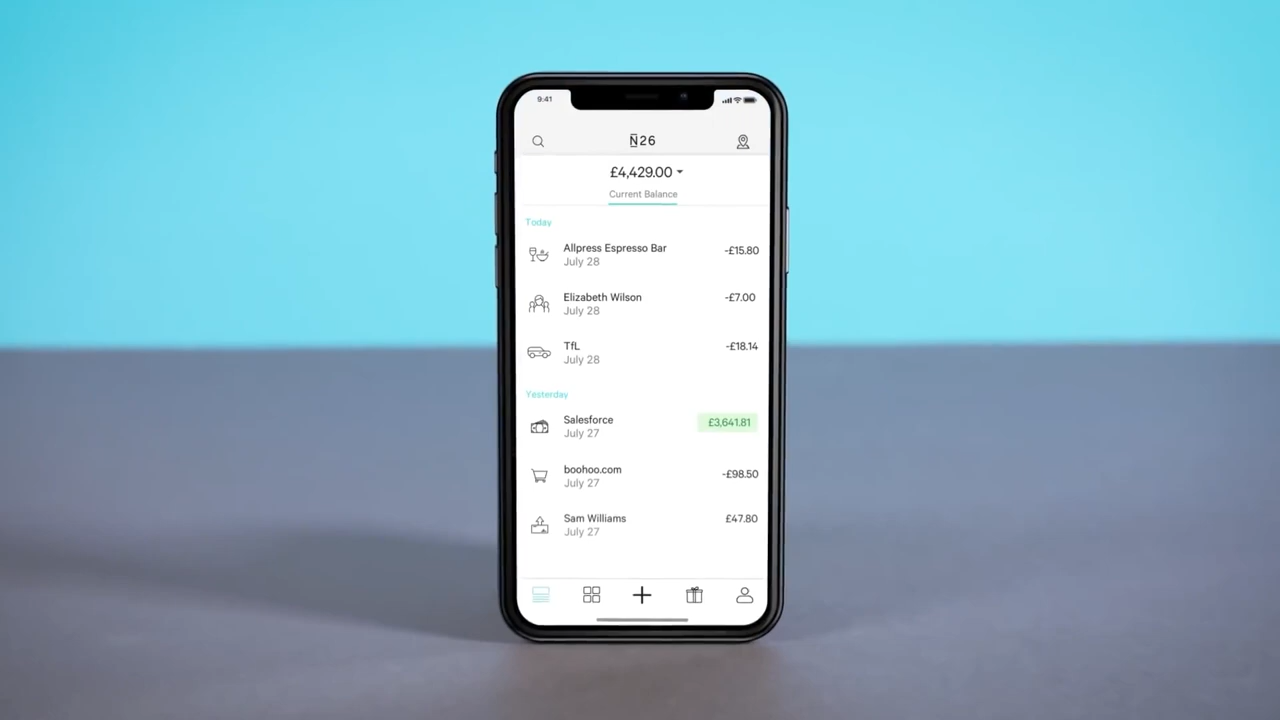 9:41
N26
£4,429.00
Current Balance
Today
Allpress Espresso Bar
-£15.80
July 28
Elizabeth Wilson
-£7.00
July 28
TfL
-£18.14
July 28
Yesterday
Salesforce
£3,641.81
July 27
boohoo.com
-£98.50
July 27
Sam Williams
£47.80
July 27